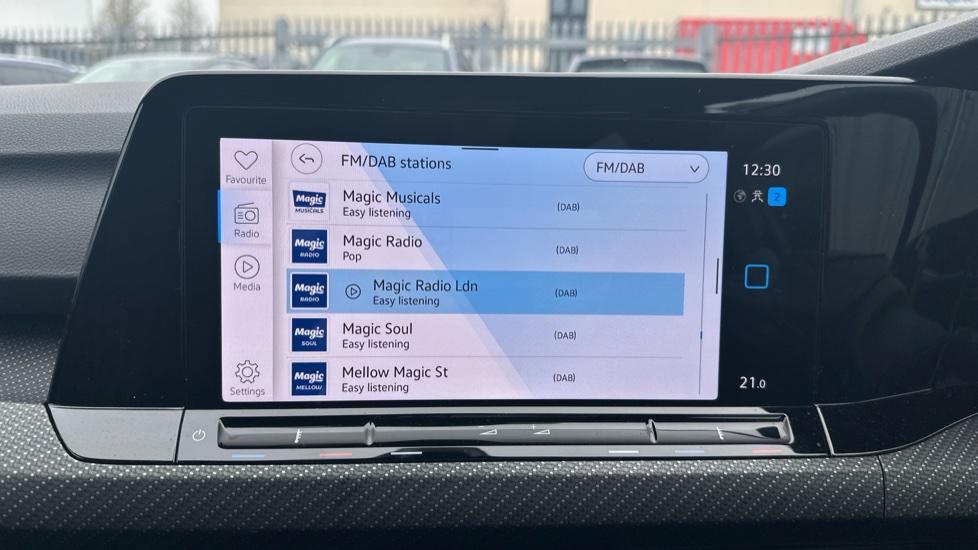 Favourite
Radio
Media
Settings
FM/DAB stations
FM/DAB
Magic
MUSICALS
Magic Musicals
Easy listening
(DAB)
Magic
RADIO
Magic Radio
Pop
(DAB)
Magic
RADIO
Magic Radio Ldn
Easy listening
(DAB)
Magic
SOUL
Magic Soul
Easy listening
(DAB)
Magic
MELLOW
Mellow Magic St
Easy listening
(DAB)
12:30
2
21.0